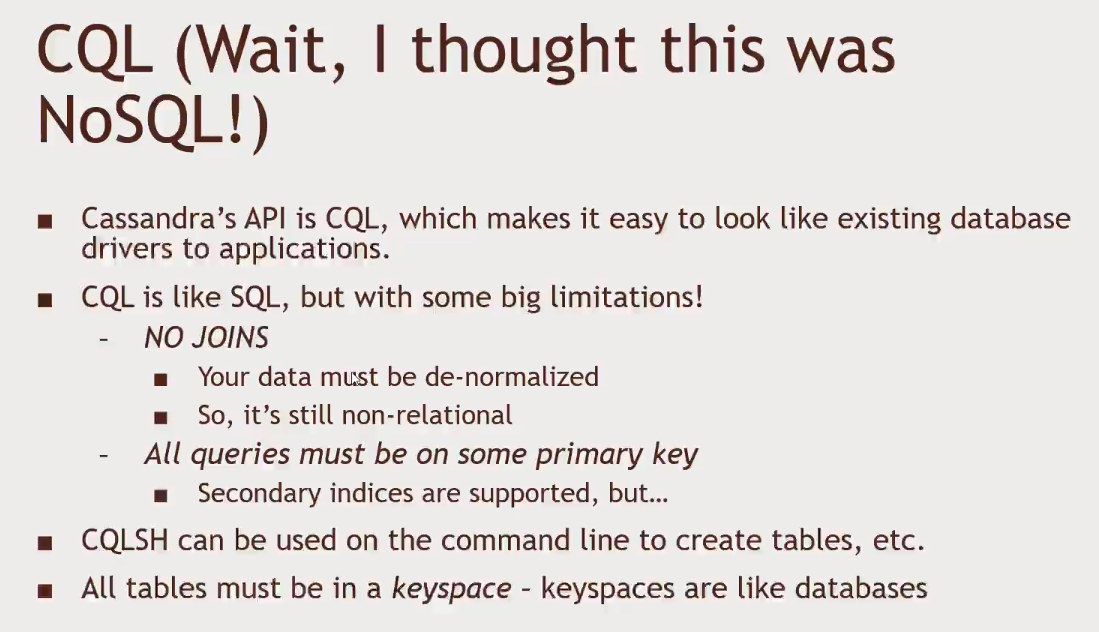 CQL (Wait, I thought this was
NoSQL!)
■ Cassandra’s API is CQL, which makes it easy to look like existing database
drivers to applications.
■ CQL is like SQL, but with some big limitations!
– NO JOINS
■ Your data must be de-normalized
■ So, it’s still non-relational
– All queries must be on some primary key
■ Secondary indices are supported, but…
■ CQLSH can be used on the command line to create tables, etc.
■ All tables must be in a keyspace – keyspaces are like databases